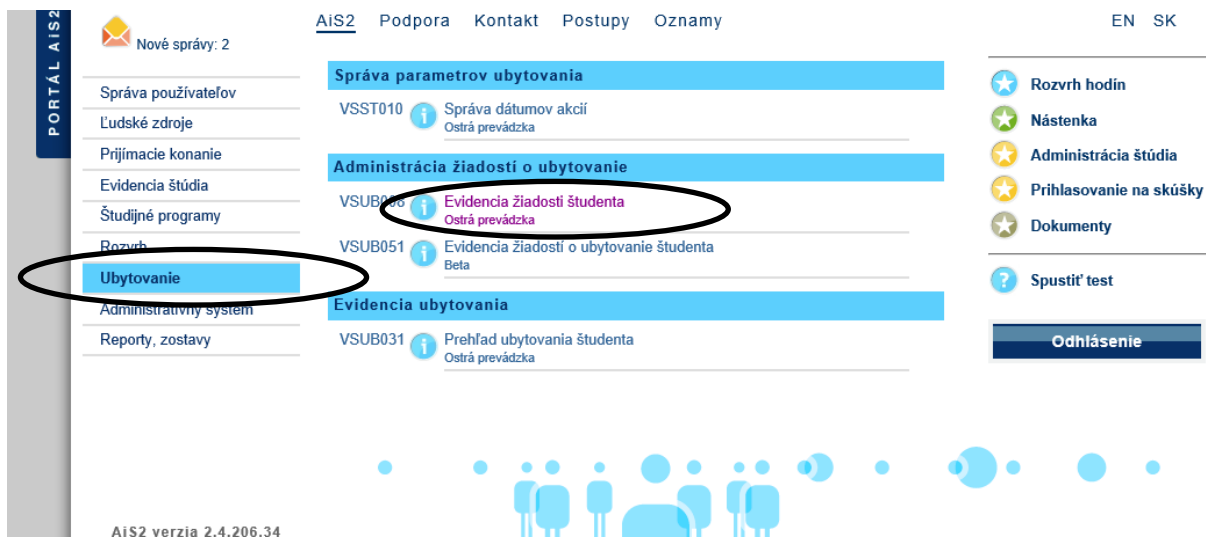 PORTÁL AiS2
Nové správy: 2
AiS2 Podpora Kontakt Postupy Oznamy
EN SK
Správa používateľov
Ľudské zdroje
Prijímacie konanie
Evidencia štúdia
Študijné programy
Rozvrh
Ubytovanie
Administratívny systém
Reporty, zostavy
Správa parametrov ubytovania
VSST010 Správa dátumov akcií
Ostrá prevádzka
Administrácia žiadostí o ubytovanie
VSUB008 Evidencia žiadosti študenta
Ostrá prevádzka
VSUB051 Evidencia žiadostí o ubytovanie študenta
Beta
Evidencia ubytovania
VSUB031 Prehľad ubytovania študenta
Ostrá prevádzka
Rozvrh hodín
Nástenka
Administrácia štúdia
Prihlasovanie na skúšky
Dokumenty
Spustiť test
Odhlásenie
AiS2 verzia 2.4.206.34